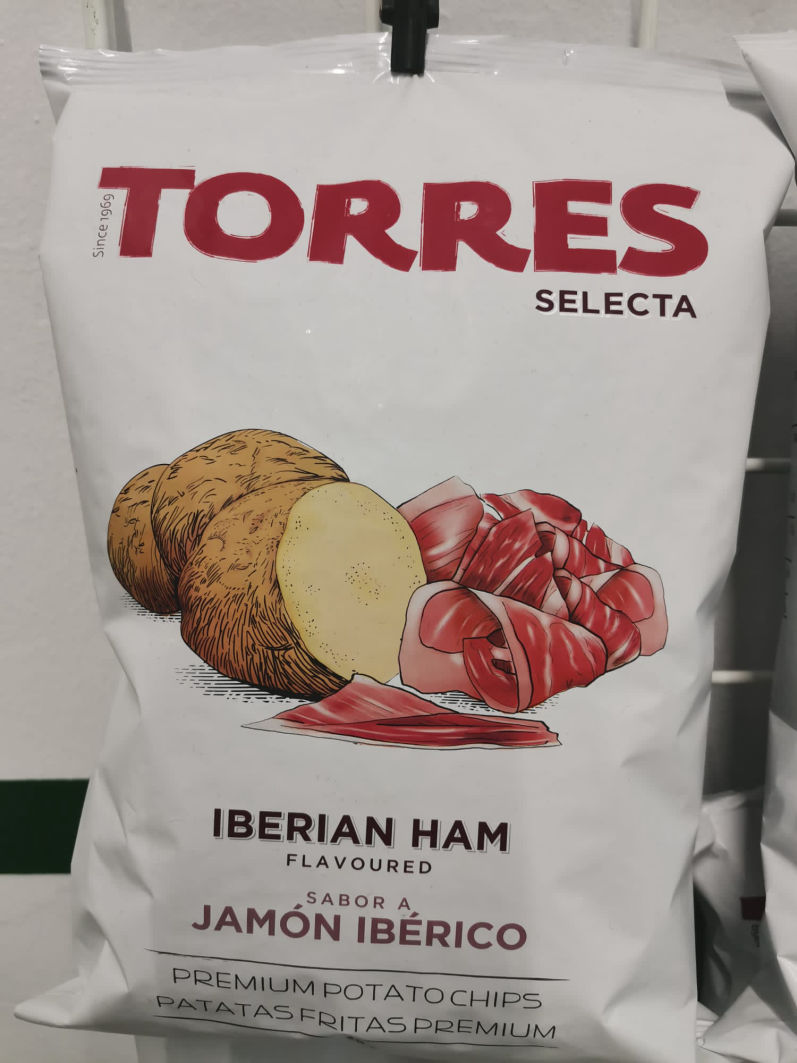 Since 1969
TORRES
SELECTA
IBERIAN HAM
FLAVOURED
SABOR A
JAMÓN IBÉRICO
PREMIUM POTATO CHIPS
PATATAS FRITAS PREMIUM